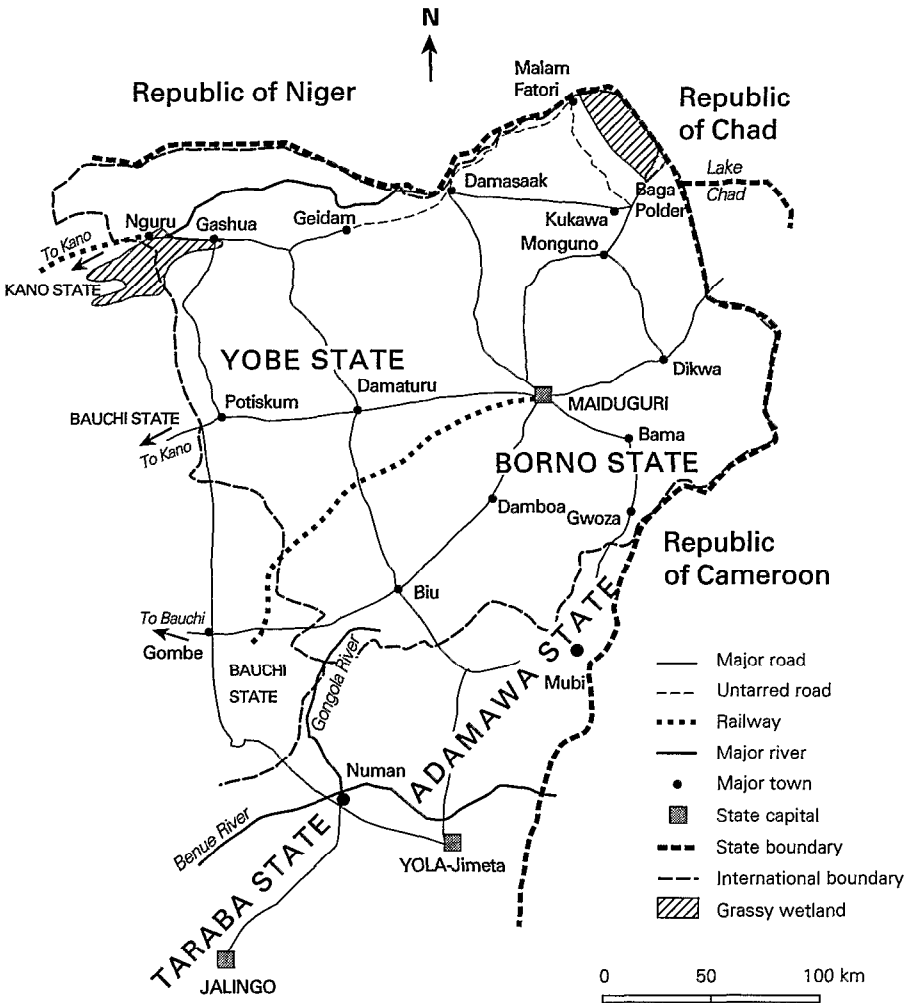 N
Malam
Fatori
Republic of Niger
Republic
of Chad
Lake
Chad
Damasaak
Baga
Polder
Kukawa
Nguru
Gashua
Geidam
Monguno
To Kano
KANO STATE
YOBE STATE
Dikwa
Damaturu
Potiskum
MAIDUGURI
BAUCHI STATE
To Kano
Bama
BORNO STATE
Damboa
Gwoza
Republic
of Cameroon
Biu
To Bauchi
Gombe
BAUCHI
STATE
Gongola River
ADAMAWA STATE
Mubi
Numan
Benue River
YOLA-Jimeta
TARABA STATE
JALINGO
Major road
Untarred road
Railway
Major river
Major town
State capital
State boundary
International boundary
Grassy wetland
0 50 100 km